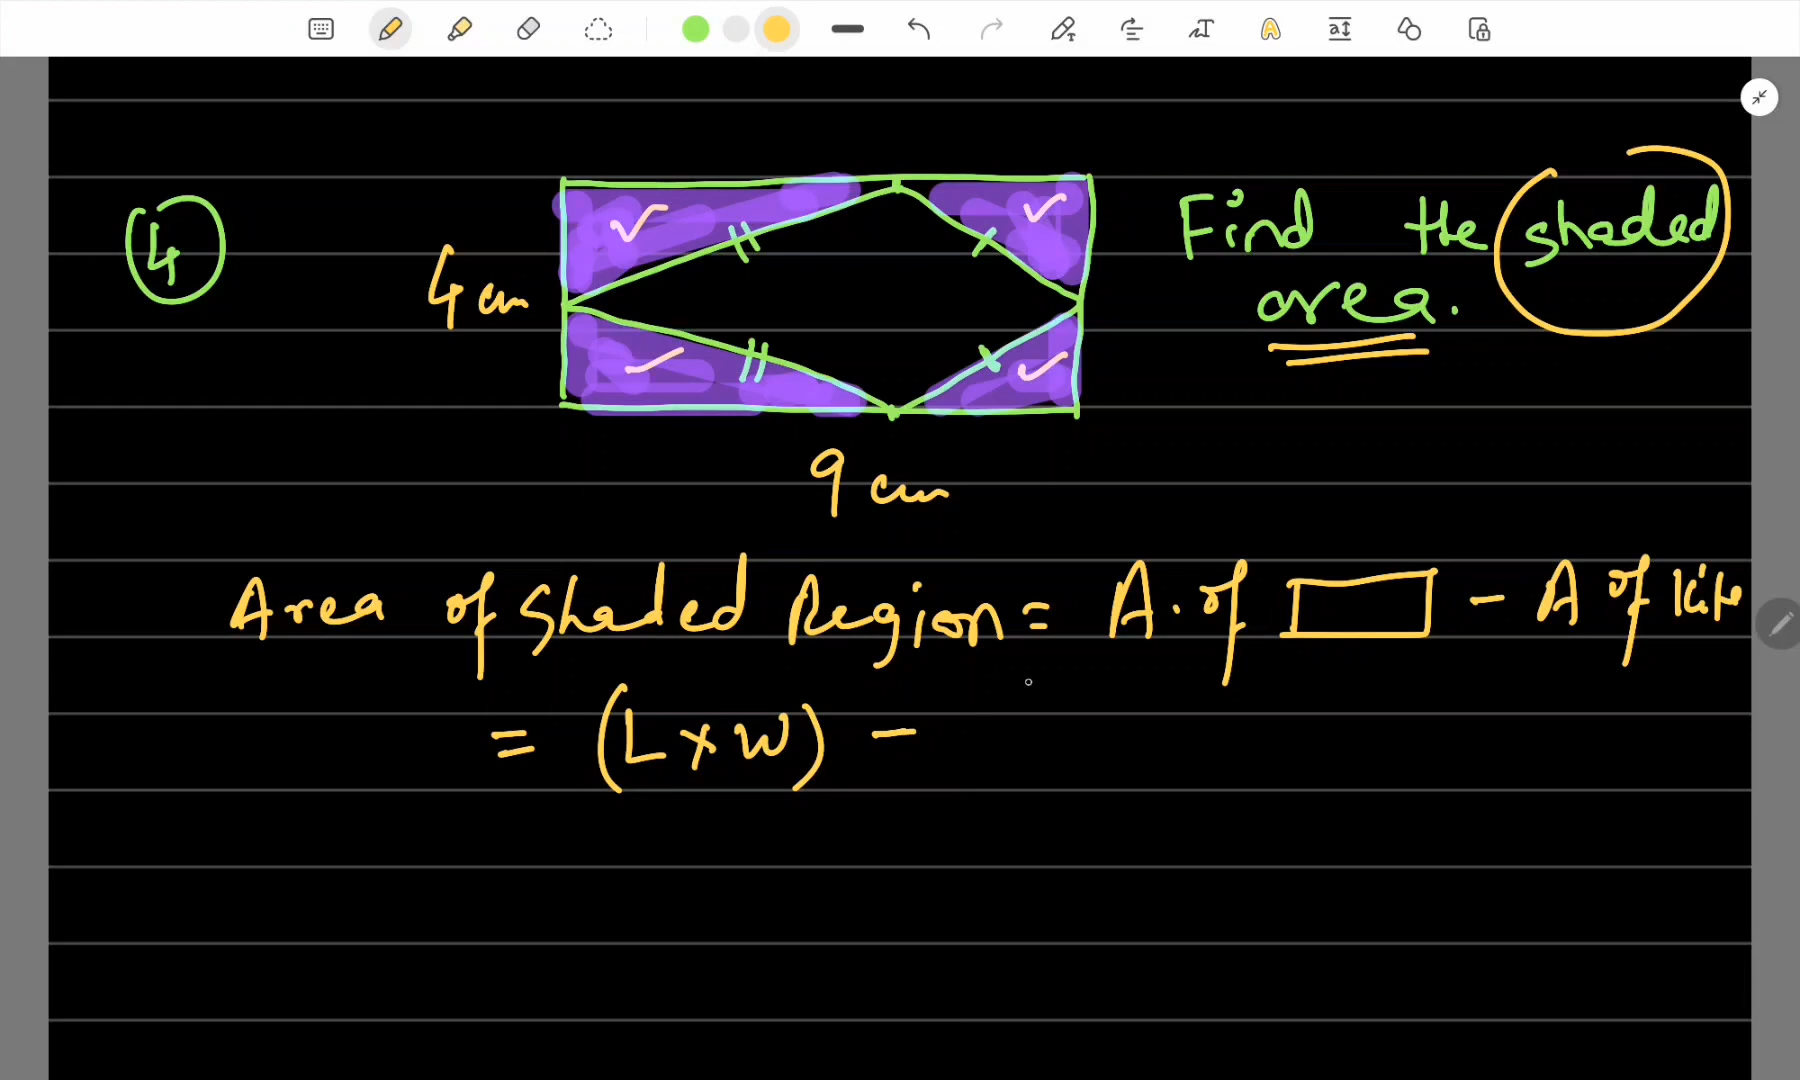 4
Find the shaded
area.
4 cm
9 cm
Area of Shaded Region = A. of ▭ - A of kite
= (L x W) -